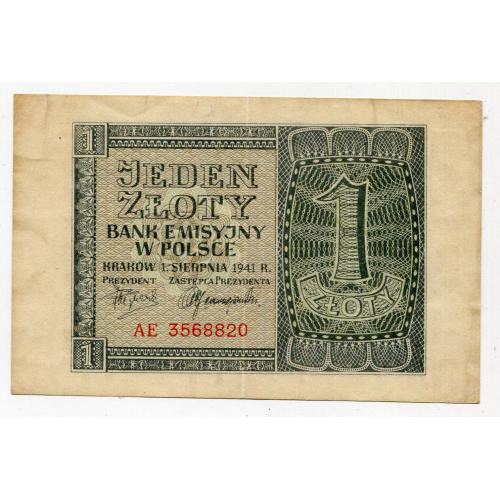 1
JEDEN
ZŁOTY
BANK EMISYJNY
W POLSCE
KRAKÓW 1. SIERPNIA 1941 R.
PREZYDENT ZASTĘPCA PREZYDENTA
AE 3568820
1
1
ZŁOTY